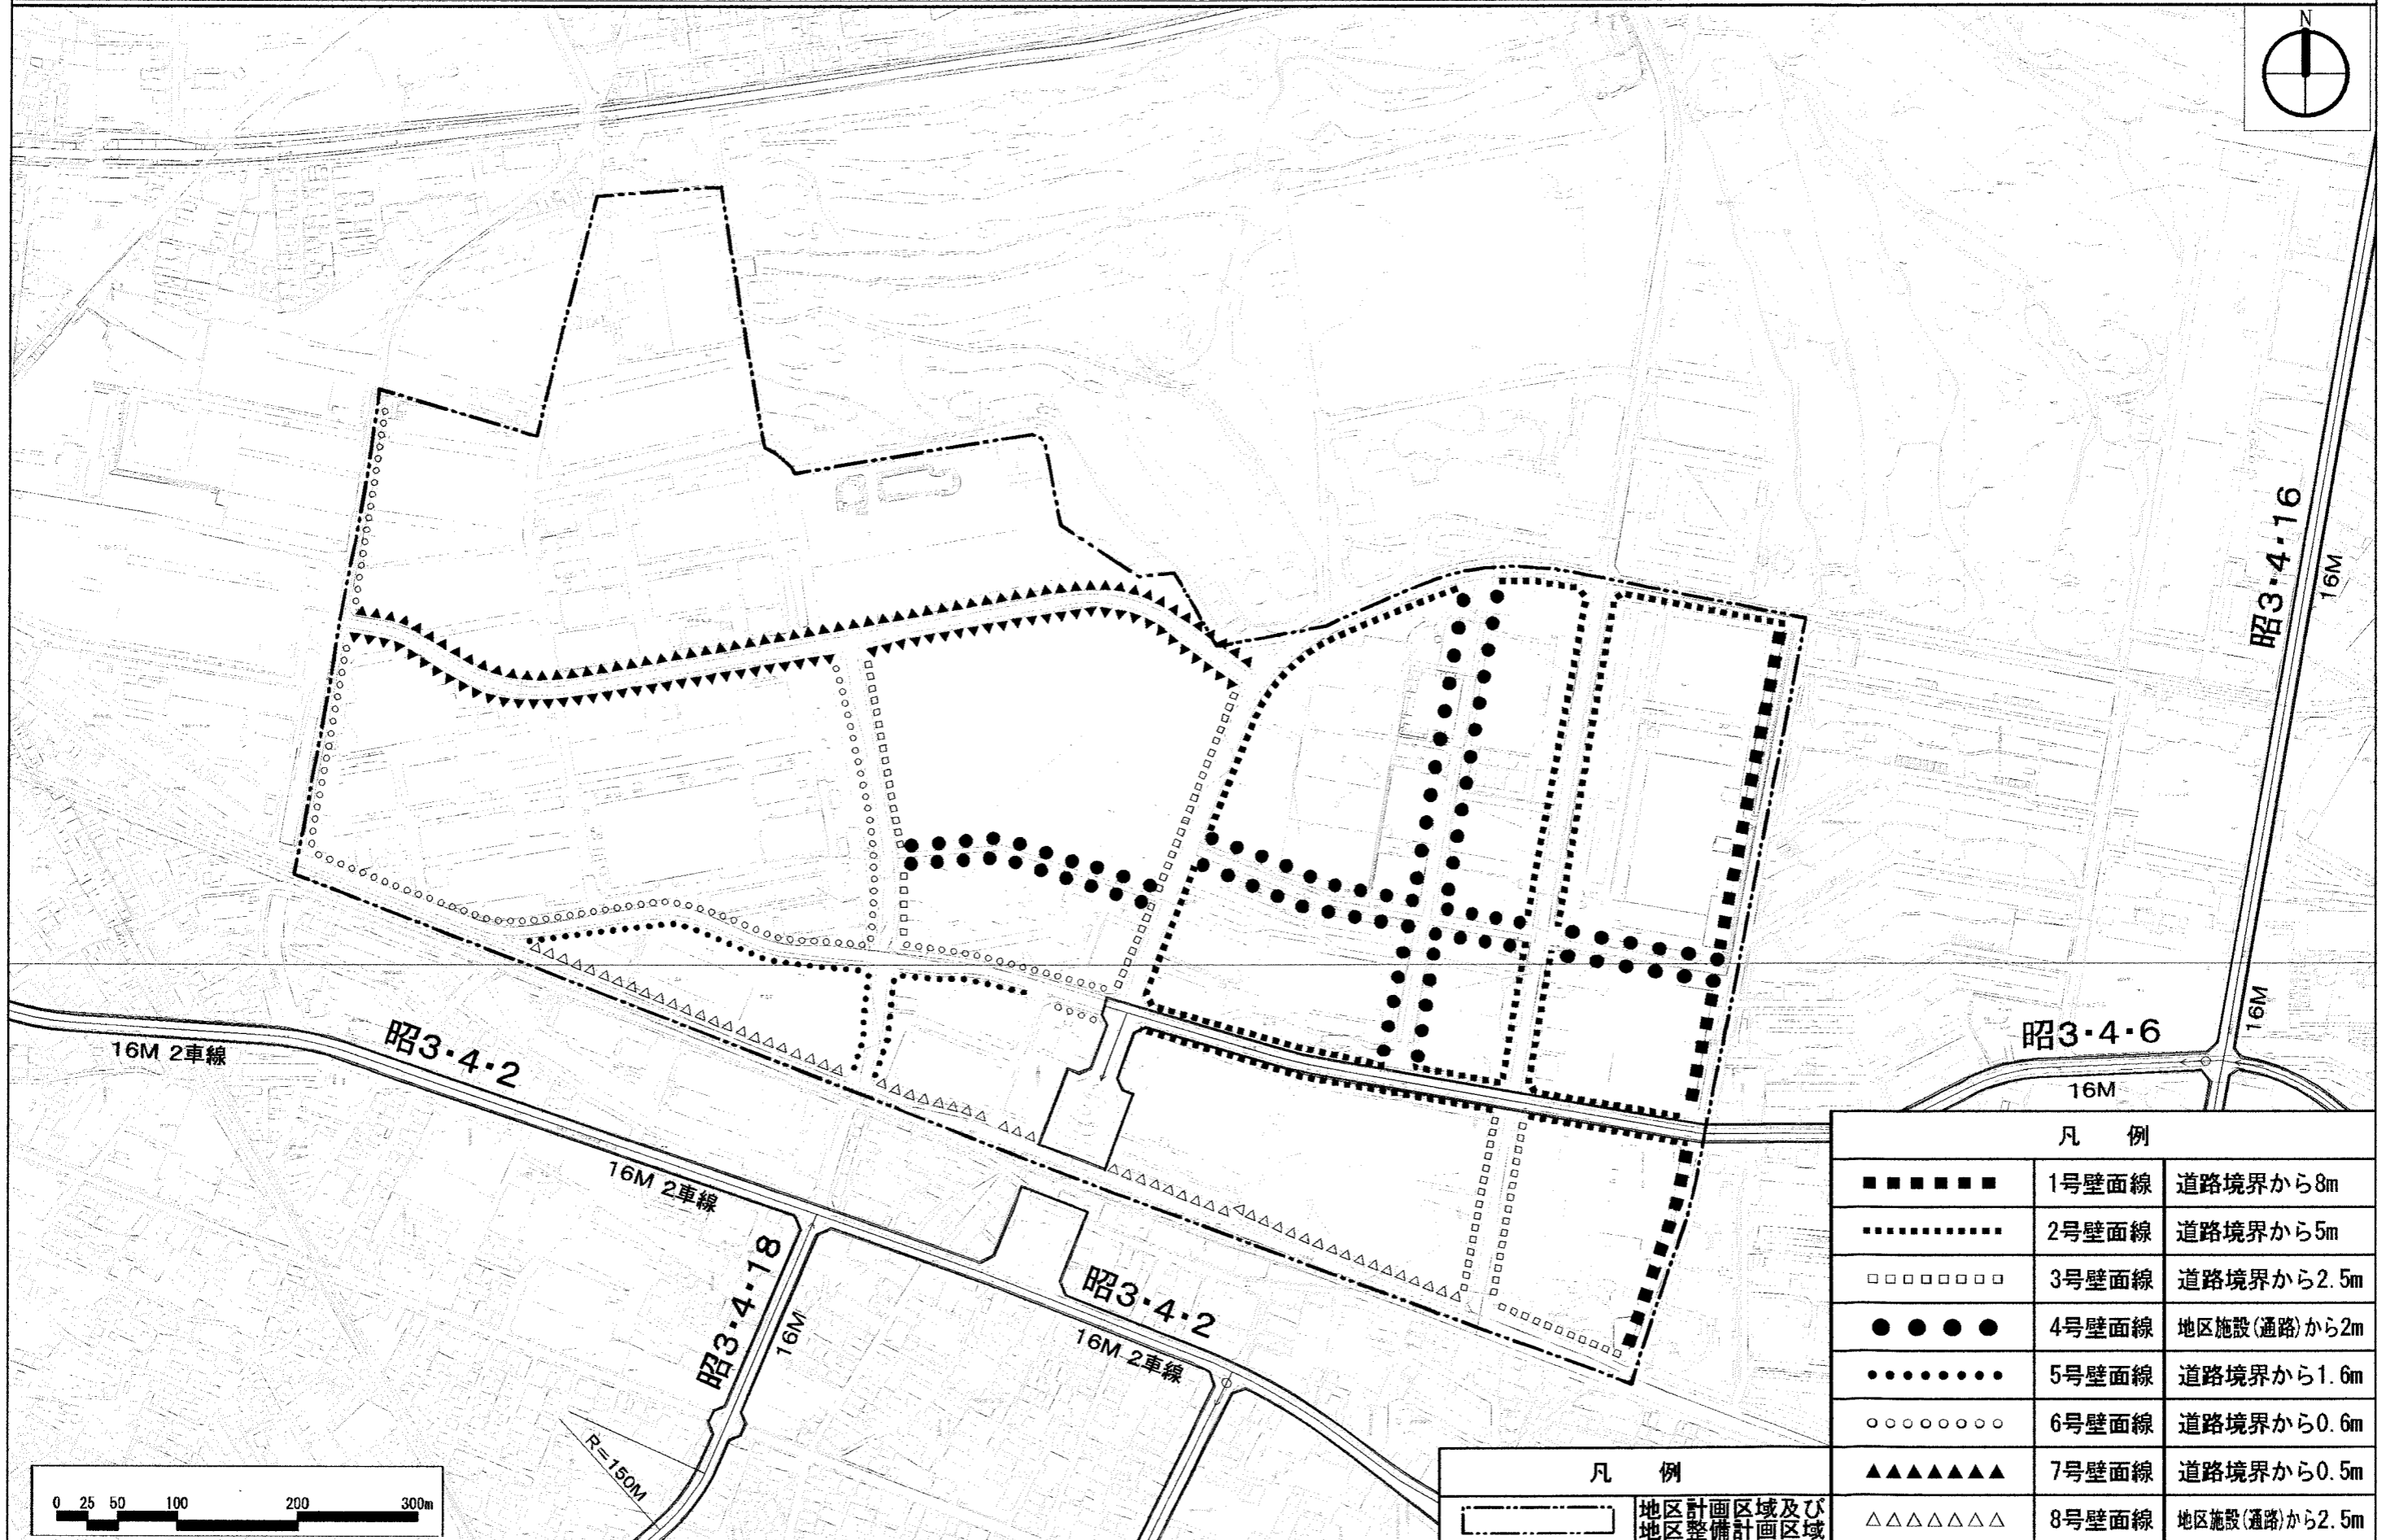 N
昭3・4・16
16M
16M
昭3・4・6
16M
昭3・4・2
16M 2車線
16M 2車線
昭3・4・18
16M
昭3・4・2
16M 2車線
R=150M
0 25 50 100 200 300m
凡 例
1号壁面線 道路境界から8m
2号壁面線 道路境界から5m
3号壁面線 道路境界から2.5m
4号壁面線 地区施設(通路)から2m
5号壁面線 道路境界から1.6m
6号壁面線 道路境界から0.6m
7号壁面線 道路境界から0.5m
8号壁面線 地区施設(通路)から2.5m
凡 例
地区計画区域及び
地区整備計画区域